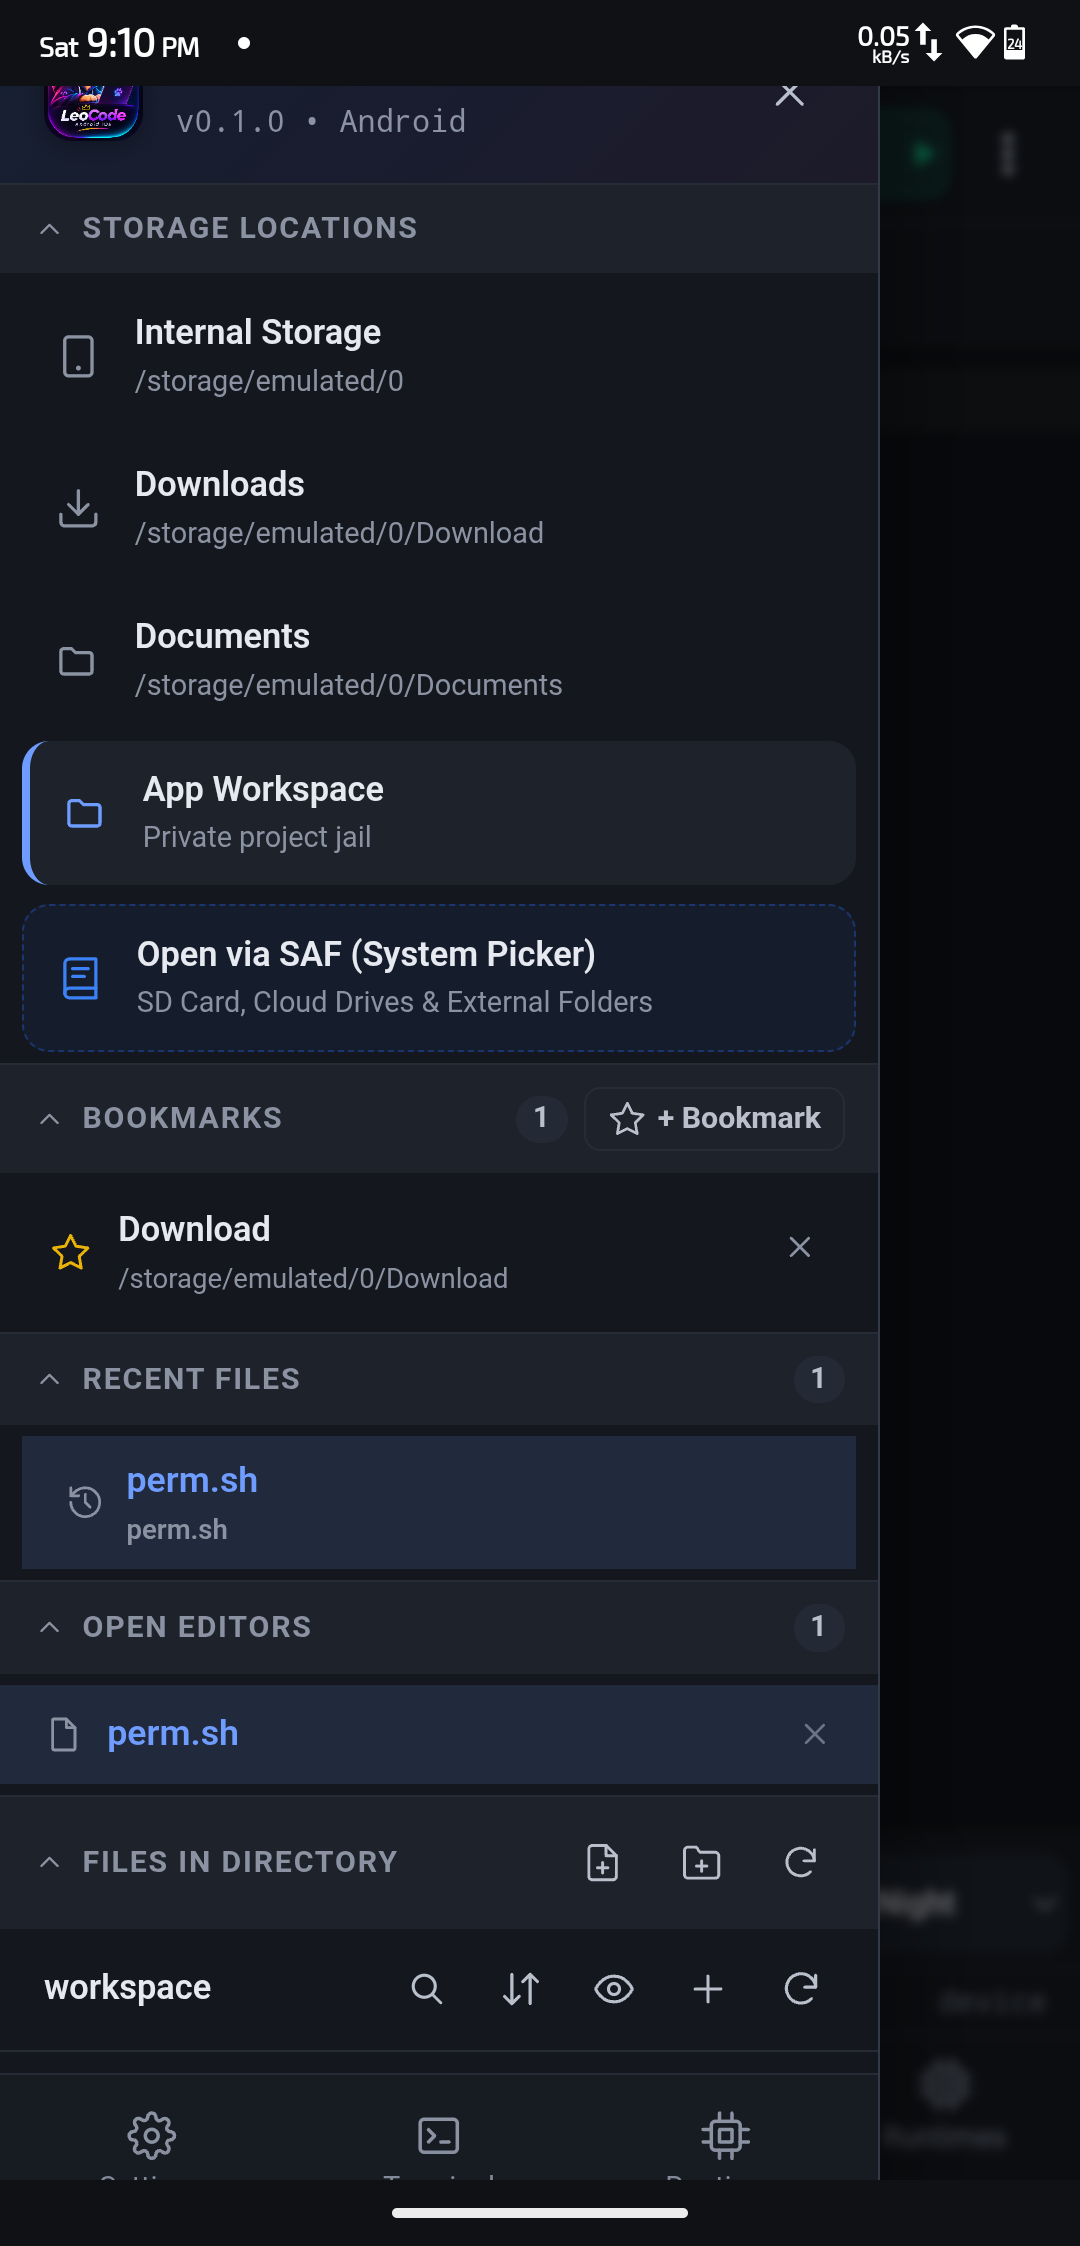 Sat 9:10 PM
0.05 kB/s
24
LeoCode
v0.1.0 • Android
STORAGE LOCATIONS
Internal Storage
/storage/emulated/0
Downloads
/storage/emulated/0/Download
Documents
/storage/emulated/0/Documents
App Workspace
Private project jail
Open via SAF (System Picker)
SD Card, Cloud Drives & External Folders
BOOKMARKS
1
+ Bookmark
Download
/storage/emulated/0/Download
RECENT FILES
1
perm.sh
perm.sh
OPEN EDITORS
1
perm.sh
FILES IN DIRECTORY
workspace
device
Runtimes